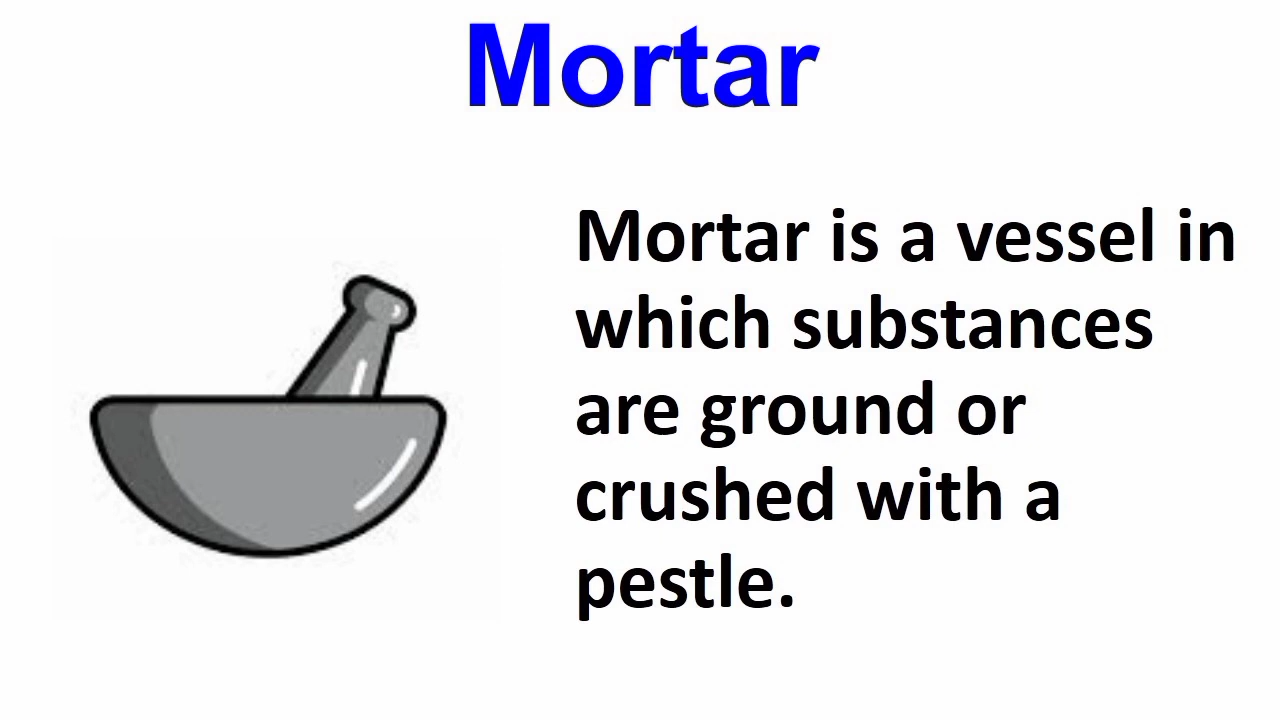 Mortar
Mortar is a vessel in
which substances
are ground or
crushed with a
pestle.